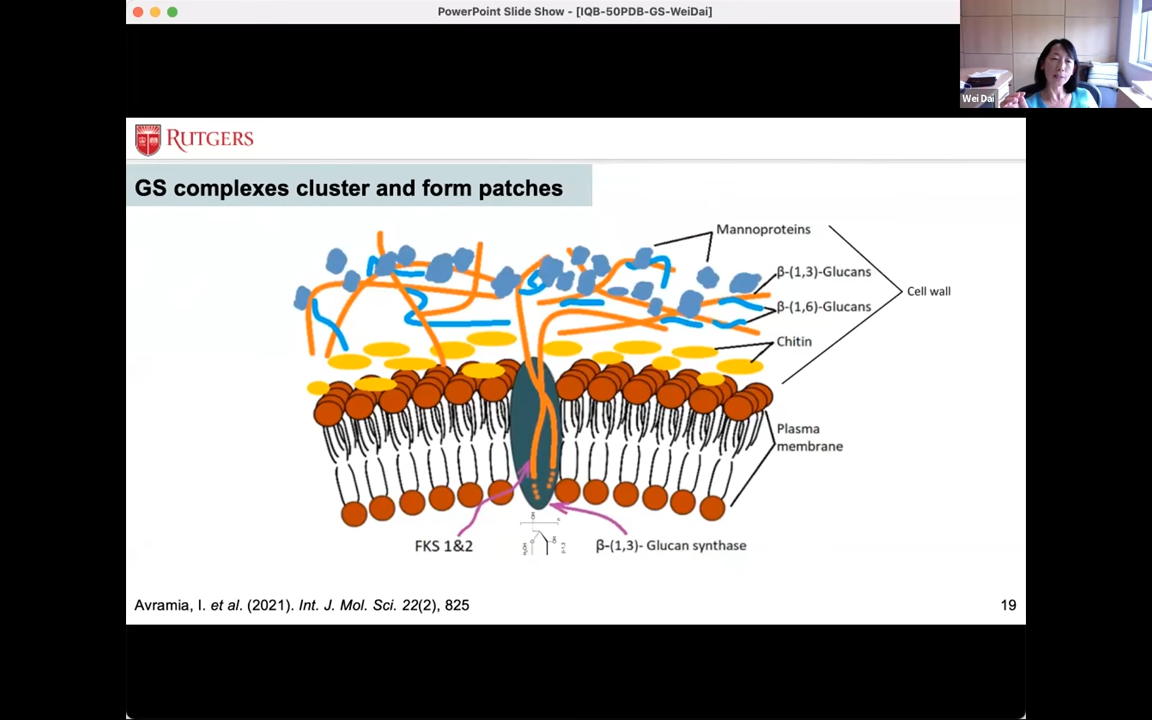 PowerPoint Slide Show - [IQB-50PDB-GS-WeiDai]
Wei Dai
RUTGERS
GS complexes cluster and form patches
Mannoproteins
β-(1,3)-Glucans
Cell wall
β-(1,6)-Glucans
Chitin
Plasma
membrane
FKS 1&2
β-(1,3)- Glucan synthase
Avramia, I. et al. (2021). Int. J. Mol. Sci. 22(2), 825
19